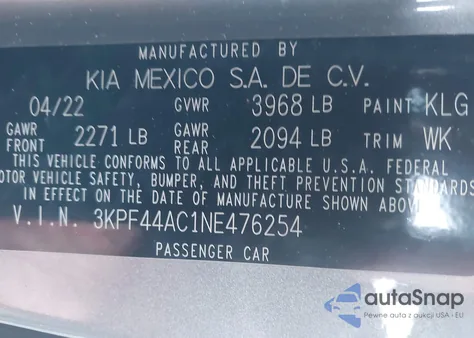 MANUFACTURED BY
KIA MEXICO S.A. DE C.V.
04/22 GVWR 3968 LB PAINT KLG
GAWR FRONT 2271 LB GAWR REAR 2094 LB TRIM WK
THIS VEHICLE CONFORMS TO ALL APPLICABLE U.S.A. FEDERAL
MOTOR VEHICLE SAFETY, BUMPER, AND THEFT PREVENTION STANDARDS
IN EFFECT ON THE DATE OF MANUFACTURE SHOWN ABOVE
V.I.N. 3KPF44AC1NE476254
PASSENGER CAR
autaSnap
Pewne auta z aukcji USA - EU